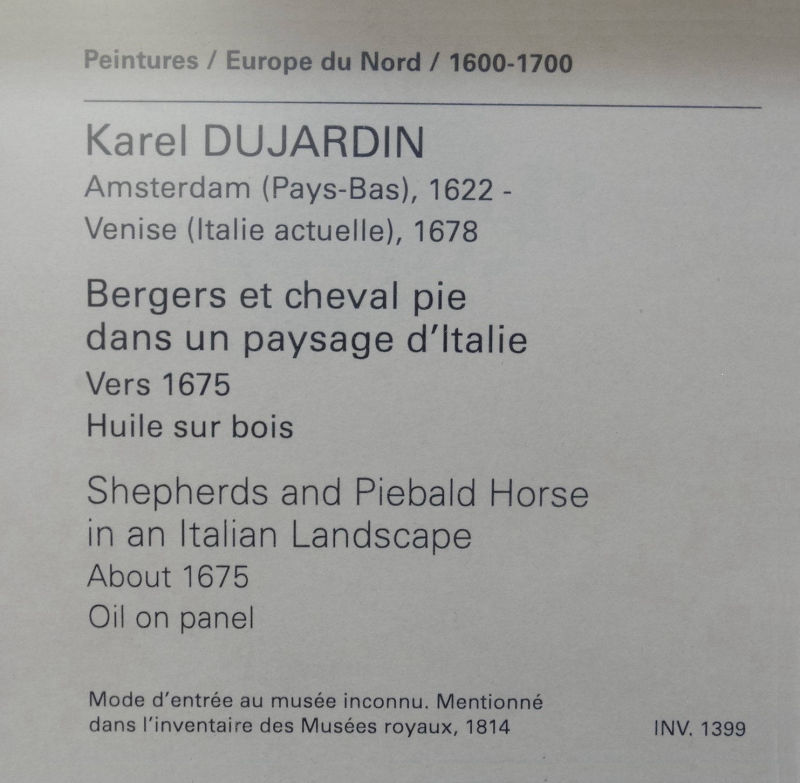 Peintures / Europe du Nord / 1600-1700
Karel DUJARDIN
Amsterdam (Pays-Bas), 1622 -
Venise (Italie actuelle), 1678
Bergers et cheval pie
dans un paysage d'Italie
Vers 1675
Huile sur bois
Shepherds and Piebald Horse
in an Italian Landscape
About 1675
Oil on panel
Mode d'entrée au musée inconnu. Mentionné
dans l'inventaire des Musées royaux, 1814
INV. 1399